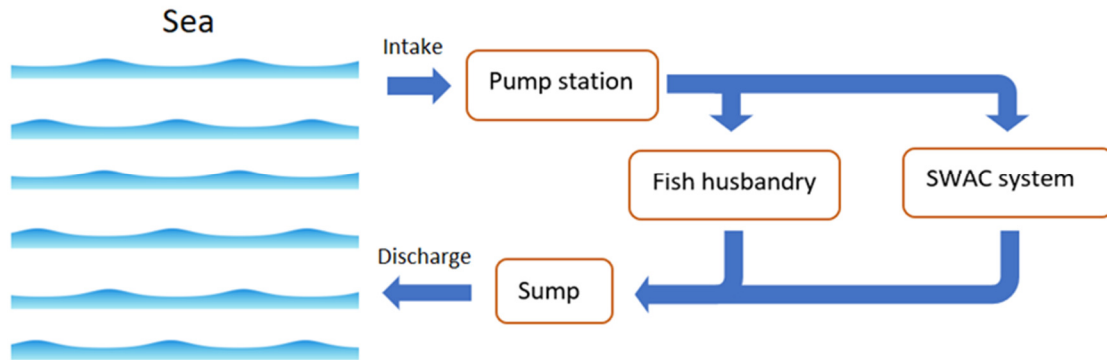 Sea
Intake
Pump station
Fish husbandry
SWAC system
Discharge
Sump